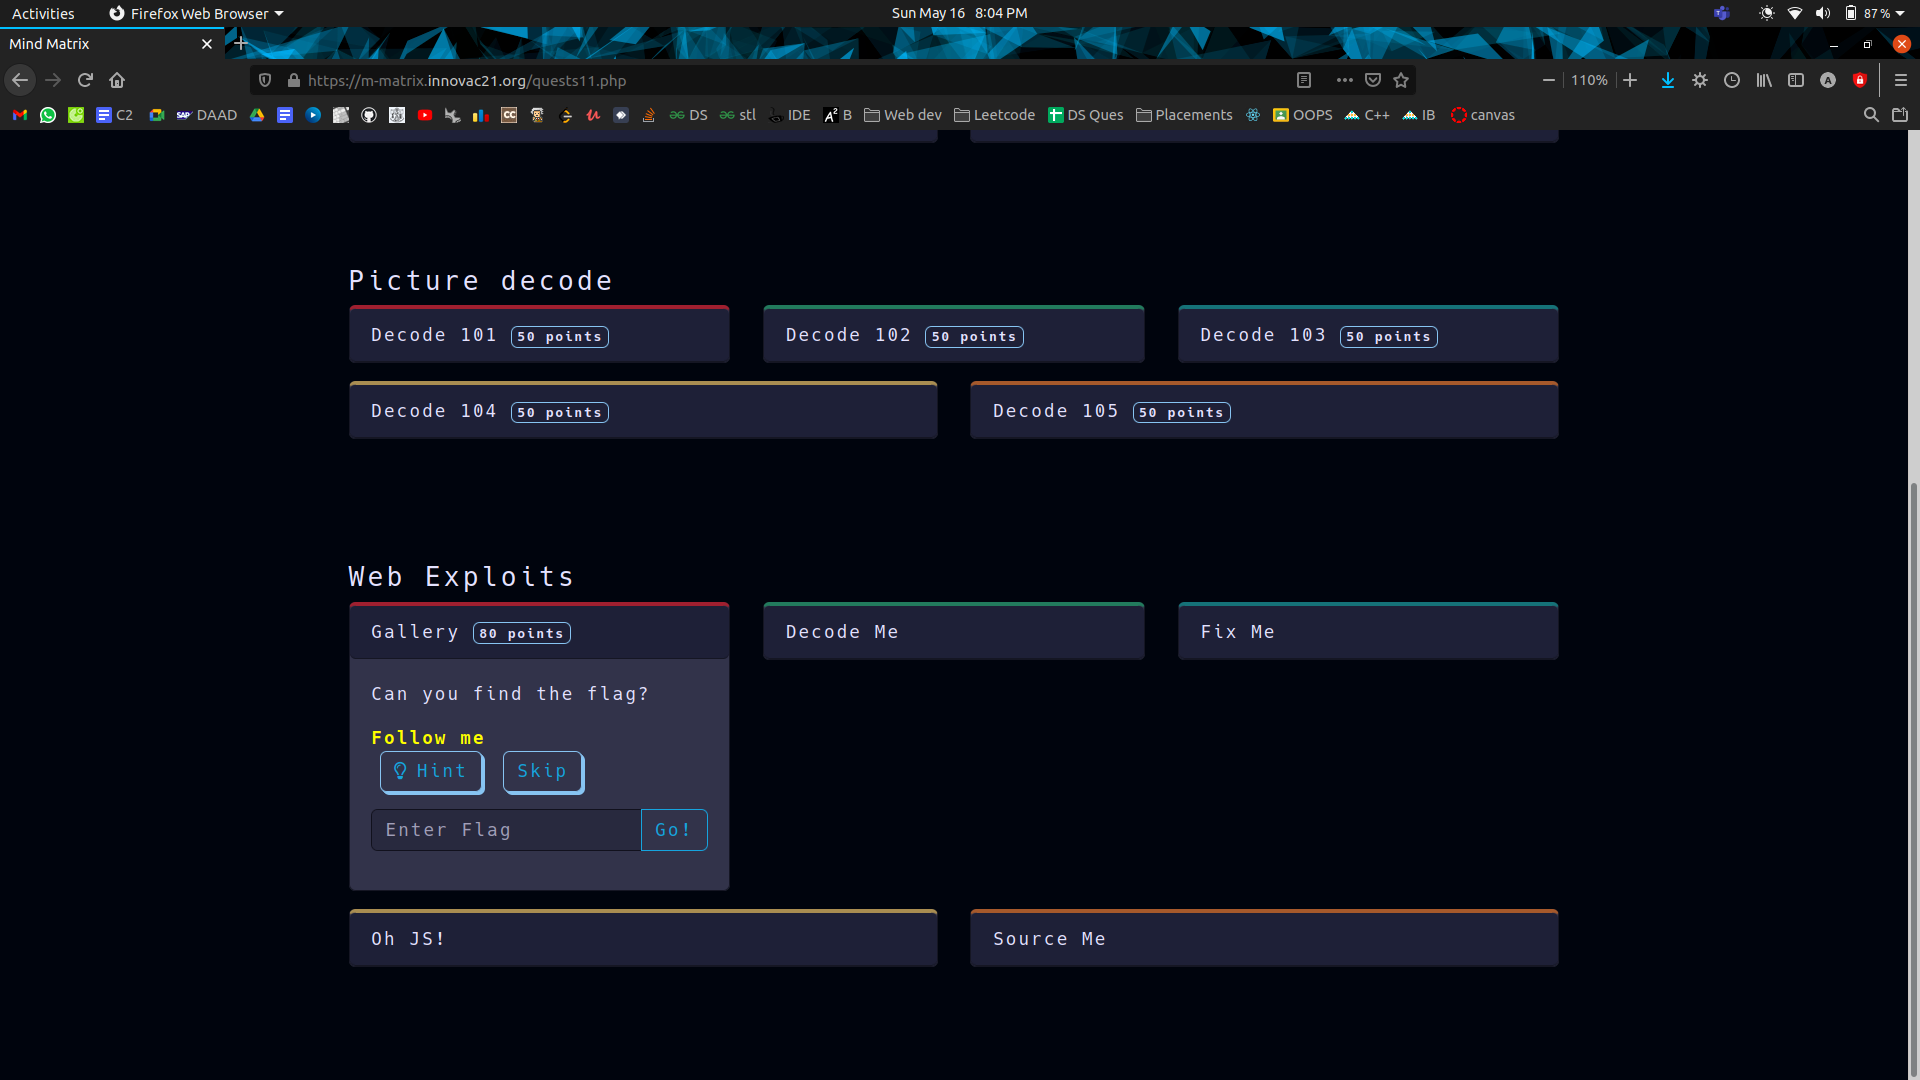 Activities Firefox Web Browser Sun May 16 8:04 PM 87 %
Mind Matrix
https://m-matrix.innovac21.org/quests11.php 110%
C2 DAAD DS stl IDE B Web dev Leetcode DS Ques Placements OOPS C++ IB canvas
Picture decode
Decode 101 50 points Decode 102 50 points Decode 103 50 points
Decode 104 50 points Decode 105 50 points
Web Exploits
Gallery 80 points Decode Me Fix Me
Can you find the flag?
Follow me
Hint Skip
Enter Flag Go!
Oh JS! Source Me